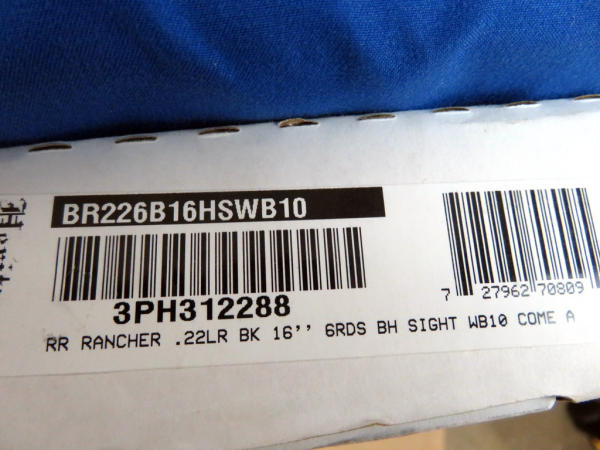 BR226B16HSWB10
3PH312288
7 27962 70809
RR RANCHER .22LR BK 16'' 6RDS BH SIGHT WB10 COME A